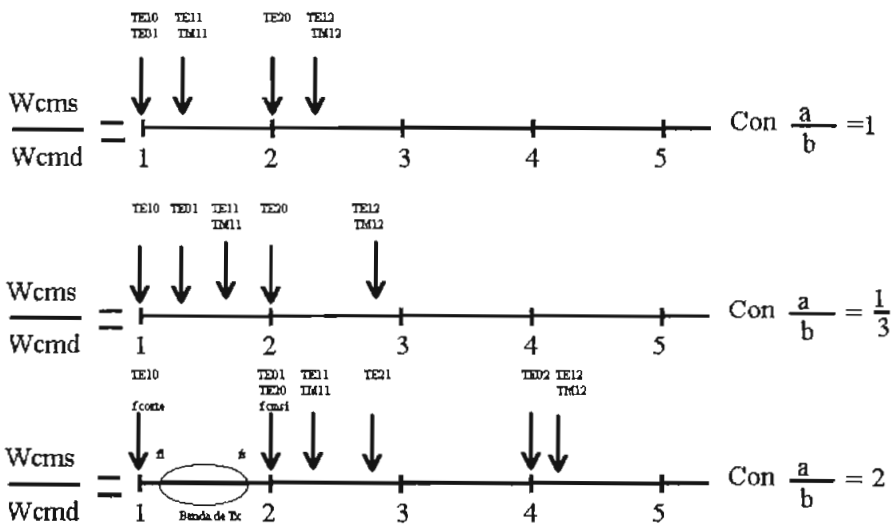 TE10 TE11 TE20 TE12
TE01 TM11 TM12
Wcms
Wcmd
=
1 2 3 4 5
Con a/b =1
TE10 TE01 TE11 TE20 TE12
TM11 TM12
Wcms
Wcmd
=
1 2 3 4 5
Con a/b = 1/3
TE10 TE01 TE11 TE21 TE02 TE12
TE20 TM11 TM12
fcorte fcmsi
f1 fs
Wcms
Wcmd
=
1 2 3 4 5
Banda de Tx
Con a/b = 2